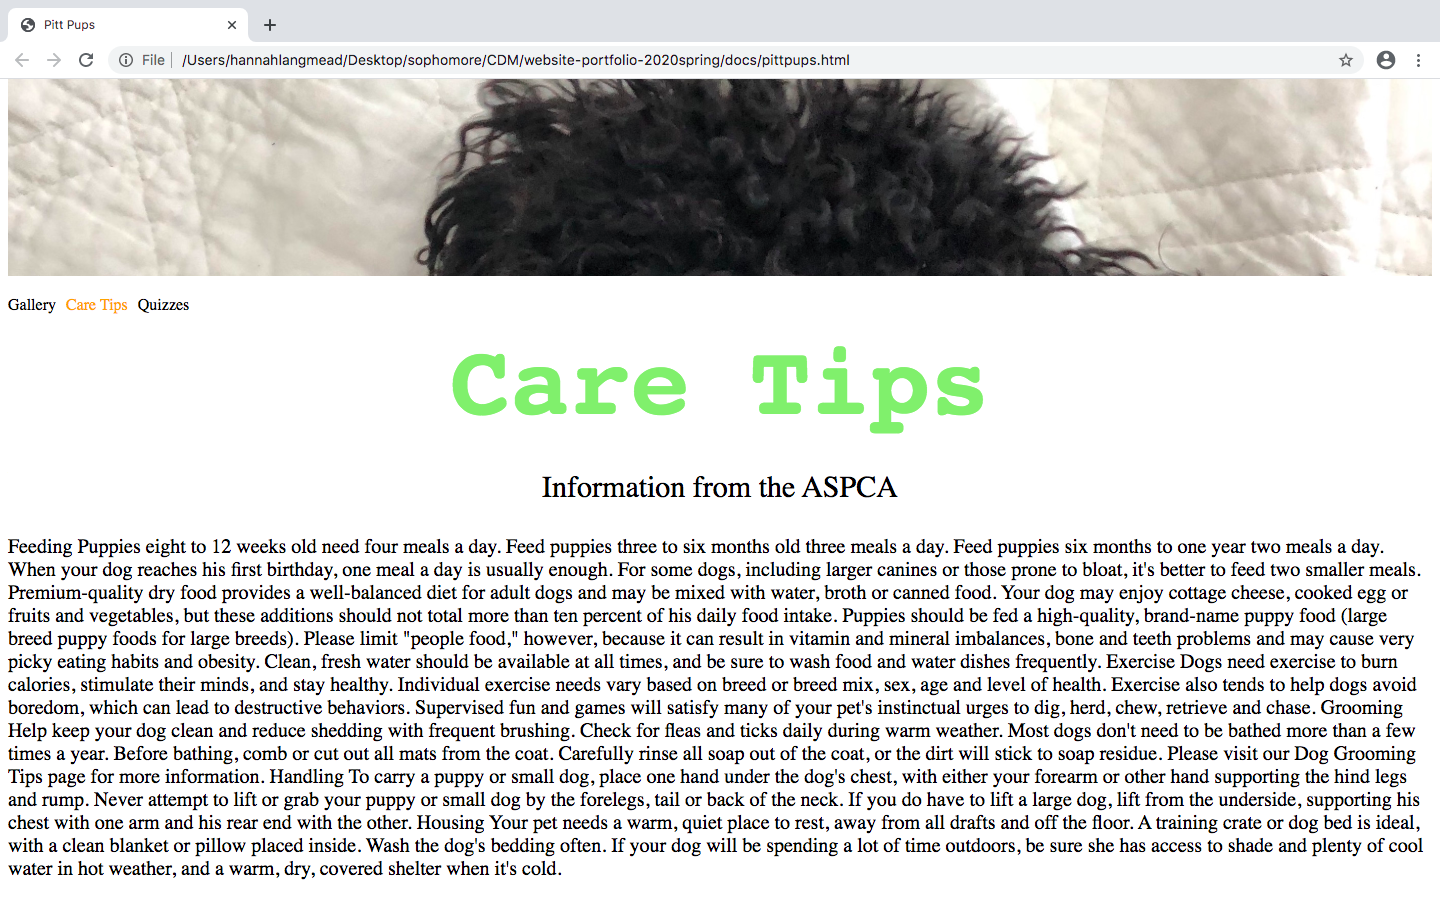 Pitt Pups
File
/Users/hannahlangmead/Desktop/sophomore/CDM/website-portfolio-2020spring/docs/pittpups.html
Gallery Care Tips Quizzes
Care Tips
Information from the ASPCA
Feeding Puppies eight to 12 weeks old need four meals a day. Feed puppies three to six months old three meals a day. Feed puppies six months to one year two meals a day.
When your dog reaches his first birthday, one meal a day is usually enough. For some dogs, including larger canines or those prone to bloat, it's better to feed two smaller meals.
Premium-quality dry food provides a well-balanced diet for adult dogs and may be mixed with water, broth or canned food. Your dog may enjoy cottage cheese, cooked egg or
fruits and vegetables, but these additions should not total more than ten percent of his daily food intake. Puppies should be fed a high-quality, brand-name puppy food (large
breed puppy foods for large breeds). Please limit "people food," however, because it can result in vitamin and mineral imbalances, bone and teeth problems and may cause very
picky eating habits and obesity. Clean, fresh water should be available at all times, and be sure to wash food and water dishes frequently. Exercise Dogs need exercise to burn
calories, stimulate their minds, and stay healthy. Individual exercise needs vary based on breed or breed mix, sex, age and level of health. Exercise also tends to help dogs avoid
boredom, which can lead to destructive behaviors. Supervised fun and games will satisfy many of your pet's instinctual urges to dig, herd, chew, retrieve and chase. Grooming
Help keep your dog clean and reduce shedding with frequent brushing. Check for fleas and ticks daily during warm weather. Most dogs don't need to be bathed more than a few
times a year. Before bathing, comb or cut out all mats from the coat. Carefully rinse all soap out of the coat, or the dirt will stick to soap residue. Please visit our Dog Grooming
Tips page for more information. Handling To carry a puppy or small dog, place one hand under the dog's chest, with either your forearm or other hand supporting the hind legs
and rump. Never attempt to lift or grab your puppy or small dog by the forelegs, tail or back of the neck. If you do have to lift a large dog, lift from the underside, supporting his
chest with one arm and his rear end with the other. Housing Your pet needs a warm, quiet place to rest, away from all drafts and off the floor. A training crate or dog bed is ideal,
with a clean blanket or pillow placed inside. Wash the dog's bedding often. If your dog will be spending a lot of time outdoors, be sure she has access to shade and plenty of cool
water in hot weather, and a warm, dry, covered shelter when it's cold.